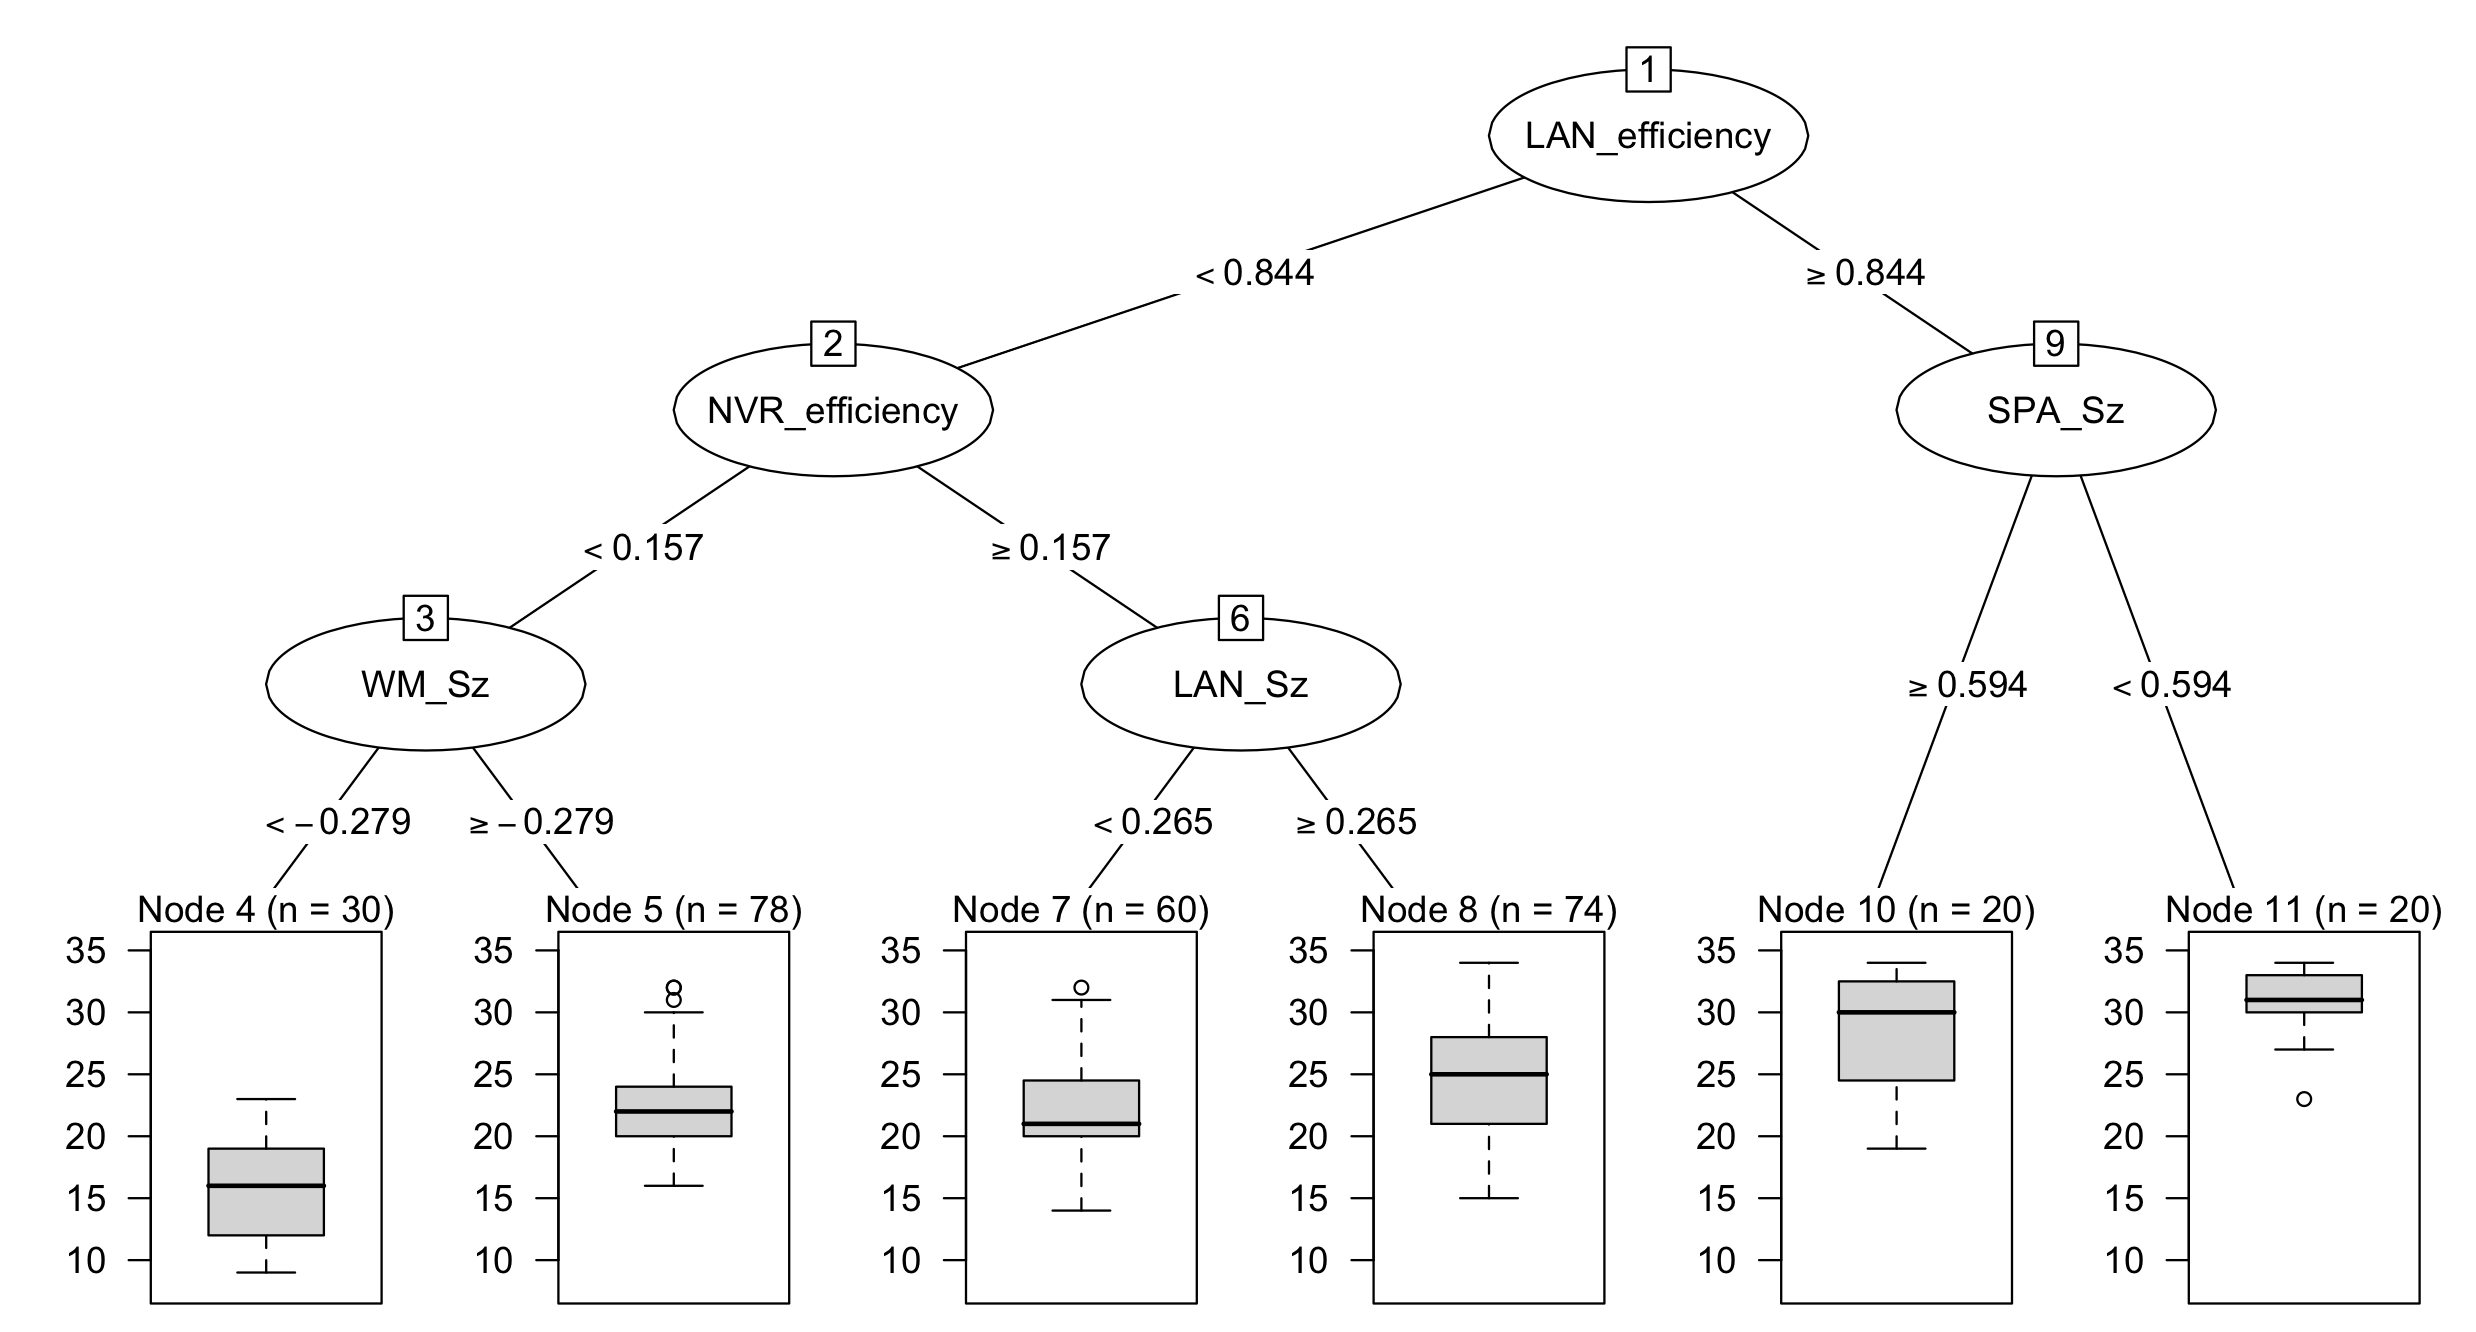 1
LAN_efficiency
< 0.844
≥ 0.844
2
9
NVR_efficiency
SPA_Sz
< 0.157
≥ 0.157
3
6
WM_Sz
LAN_Sz
≥ 0.594
< 0.594
< − 0.279
≥ − 0.279
< 0.265
≥ 0.265
Node 4 (n = 30)
Node 5 (n = 78)
Node 7 (n = 60)
Node 8 (n = 74)
Node 10 (n = 20)
Node 11 (n = 20)
35 35 35 35 35 35
30 30 30 30 30 30
25 25 25 25 25 25
20 20 20 20 20 20
15 15 15 15 15 15
10 10 10 10 10 10